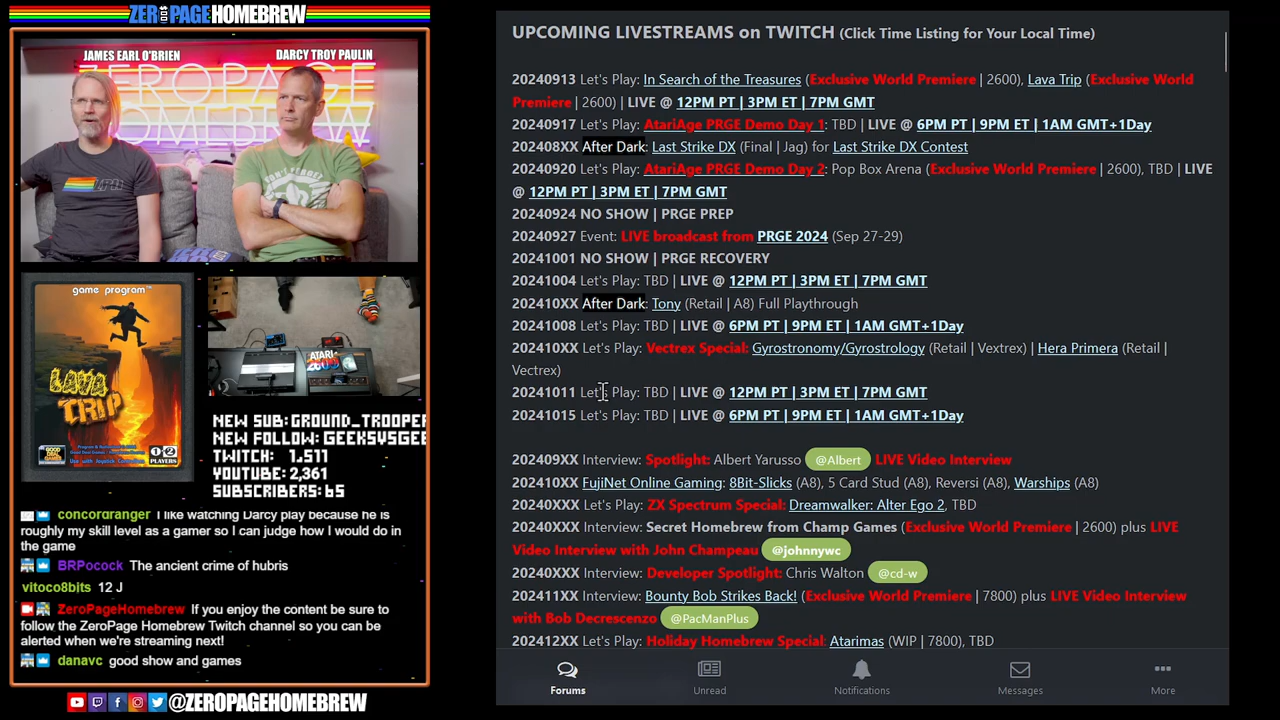 ZEROPAGEHOMEBREW
JAMES EARL O'BRIEN
DARCY TROY PAULIN
ZEROPAGE
HOMEBREW
game program™
LAVA
TRIP
1-2
PLAYERS
ATARI
2600
NEW SUB: GROUND_TROOPER
NEW FOLLOW: GEEKSYSGEE
TWITCH: 1,511
YOUTUBE: 2,361
SUBSCRIBERS: 65
concordranger I like watching Darcy play because he is
roughly my skill level as a gamer so I can judge how I would do in
the game
BRPocock The ancient crime of hubris
vitoco8bits 12 J
ZeroPageHomebrew If you enjoy the content be sure to
follow the ZeroPage Homebrew Twitch channel so you can be
alerted when we're streaming next!
danavc good show and games
@ZEROPAGEHOMEBREW
UPCOMING LIVESTREAMS on TWITCH (Click Time Listing for Your Local Time)
20240913 Let's Play: In Search of the Treasures (Exclusive World Premiere | 2600), Lava Trip (Exclusive World
Premiere | 2600) | LIVE @ 12PM PT | 3PM ET | 7PM GMT
20240917 Let's Play: AtariAge PRGE Demo Day 1: TBD | LIVE @ 6PM PT | 9PM ET | 1AM GMT+1Day
202408XX After Dark: Last Strike DX (Final | Jag) for Last Strike DX Contest
20240920 Let's Play: AtariAge PRGE Demo Day 2: Pop Box Arena (Exclusive World Premiere | 2600), TBD | LIVE
@ 12PM PT | 3PM ET | 7PM GMT
20240924 NO SHOW | PRGE PREP
20240927 Event: LIVE broadcast from PRGE 2024 (Sep 27-29)
20241001 NO SHOW | PRGE RECOVERY
20241004 Let's Play: TBD | LIVE @ 12PM PT | 3PM ET | 7PM GMT
202410XX After Dark: Tony (Retail | A8) Full Playthrough
20241008 Let's Play: TBD | LIVE @ 6PM PT | 9PM ET | 1AM GMT+1Day
202410XX Let's Play: Vectrex Special: Gyrostronomy/Gyrostrology (Retail | Vextrex) | Hera Primera (Retail |
Vectrex)
20241011 Let's Play: TBD | LIVE @ 12PM PT | 3PM ET | 7PM GMT
20241015 Let's Play: TBD | LIVE @ 6PM PT | 9PM ET | 1AM GMT+1Day
202409XX Interview: Spotlight: Albert Yarusso @Albert LIVE Video Interview
202410XX FujiNet Online Gaming: 8Bit-Slicks (A8), 5 Card Stud (A8), Reversi (A8), Warships (A8)
20240XXX Let's Play: ZX Spectrum Special: Dreamwalker: Alter Ego 2, TBD
20240XXX Interview: Secret Homebrew from Champ Games (Exclusive World Premiere | 2600) plus LIVE
Video Interview with John Champeau @johnnywc
20240XXX Interview: Developer Spotlight: Chris Walton @cd-w
202411XX Interview: Bounty Bob Strikes Back! (Exclusive World Premiere | 7800) plus LIVE Video Interview
with Bob Decrescenzo @PacManPlus
202412XX Let's Play: Holiday Homebrew Special: Atarimas (WIP | 7800), TBD
Forums
Unread
Notifications
Messages
More